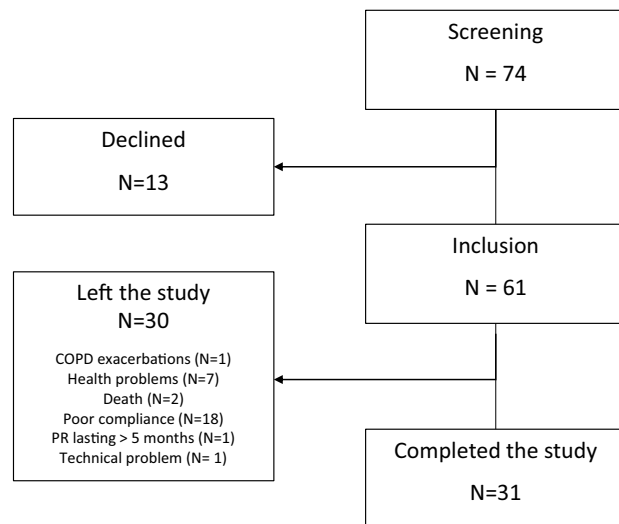 Screening
N = 74
Declined
N=13
Inclusion
N = 61
Left the study
N=30
COPD exacerbations (N=1)
Health problems (N=7)
Death (N=2)
Poor compliance (N=18)
PR lasting > 5 months (N=1)
Technical problem (N= 1)
Completed the study
N=31